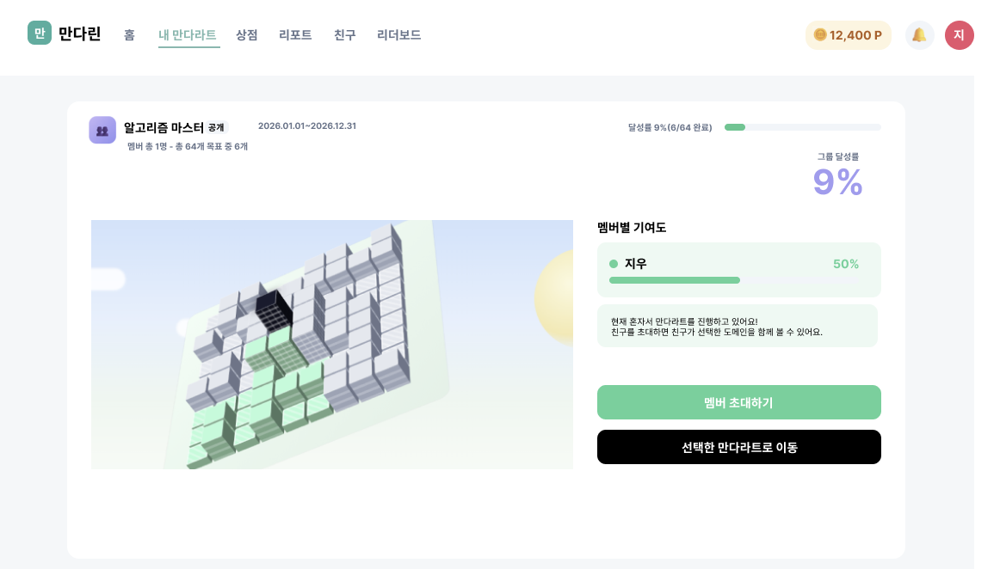 만 만다린 홈 내 만다라트 상점 리포트 친구 리더보드 12,400 P 지
알고리즘 마스터 공개 2026.01.01~2026.12.31
멤버 총 1명 - 총 64개 목표 중 6개
달성률 9%(6/64 완료)
그룹 달성률
9%
멤버별 기여도
지우 50%
현재 혼자서 만다라트를 진행하고 있어요!
친구를 초대하면 친구가 선택한 도메인을 함께 볼 수 있어요.
멤버 초대하기
선택한 만다라트로 이동